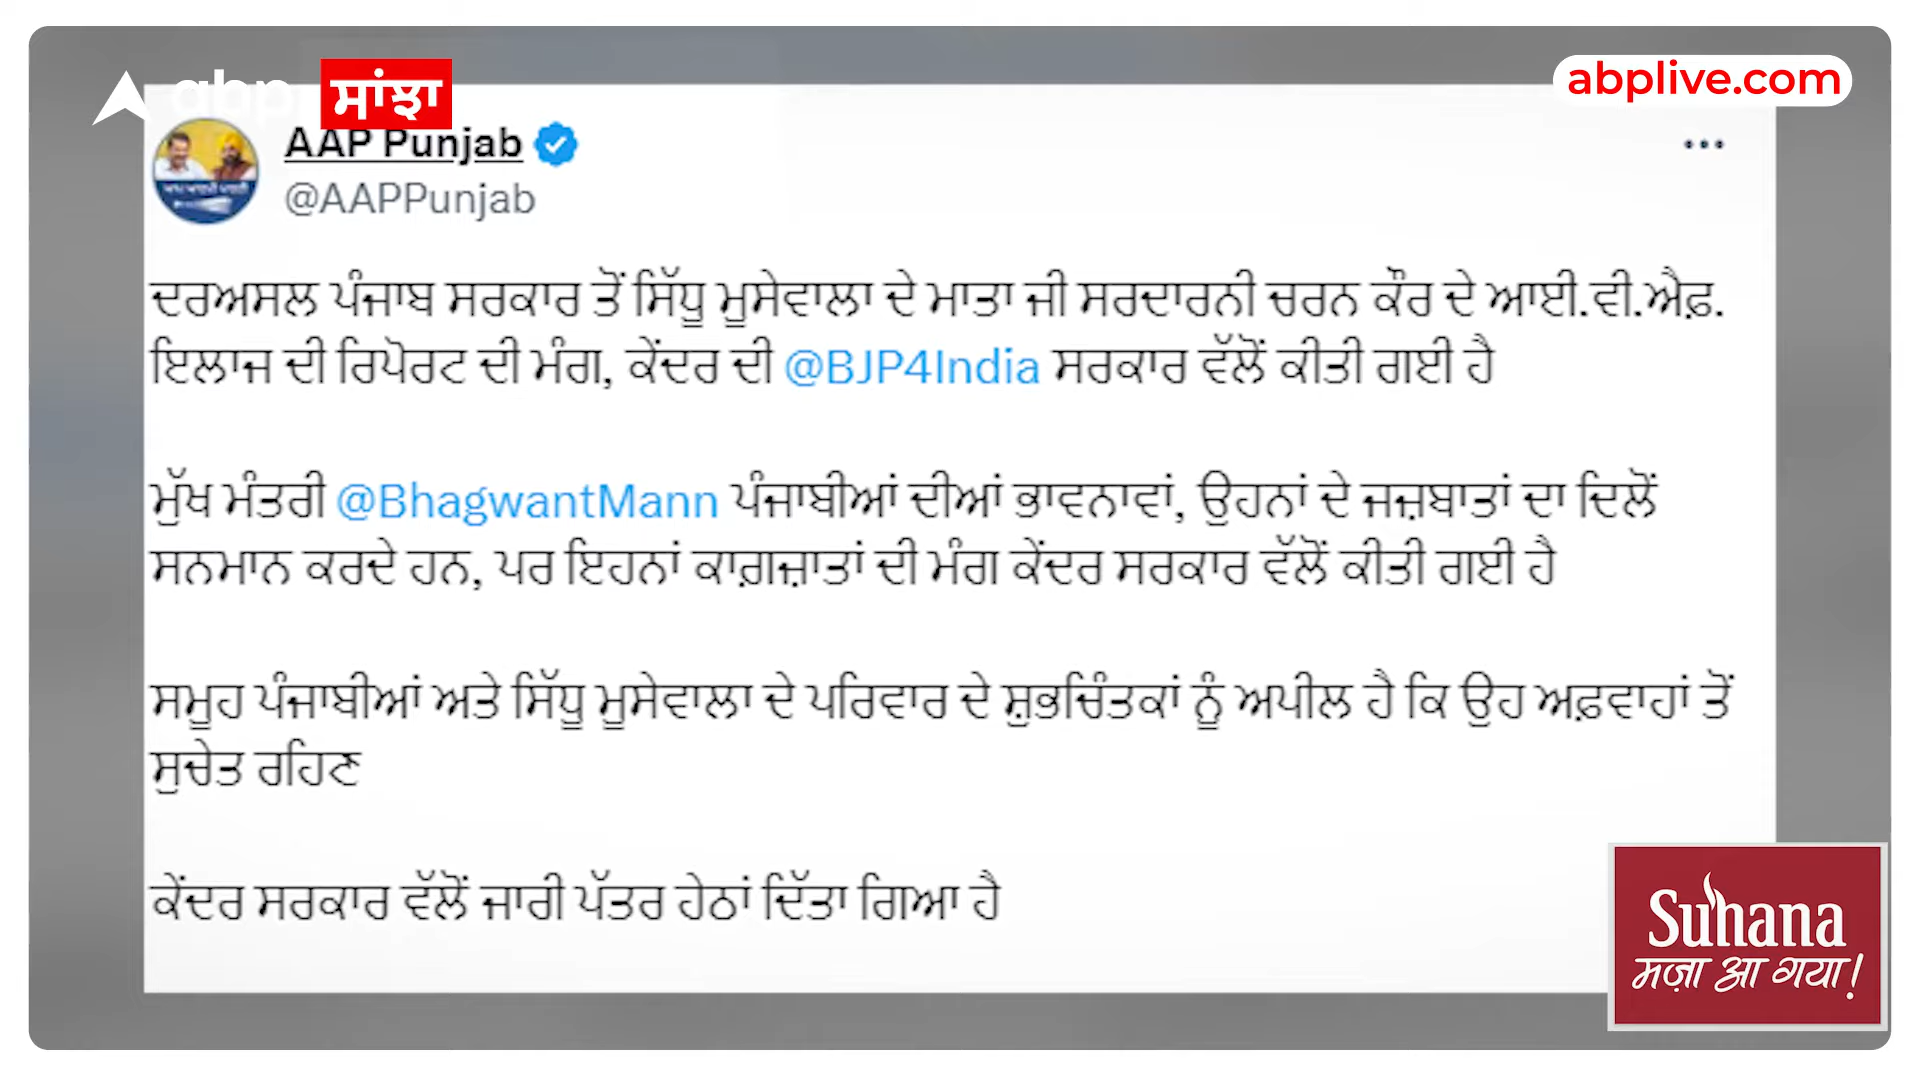 abp ਸਾਂਝਾ
abplive.com
AAP Punjab
@AAPPunjab
ਦਰਅਸਲ ਪੰਜਾਬ ਸਰਕਾਰ ਤੋਂ ਸਿੱਧੂ ਮੂਸੇਵਾਲਾ ਦੇ ਮਾਤਾ ਜੀ ਸਰਦਾਰਨੀ ਚਰਨ ਕੌਰ ਦੇ ਆਈ.ਵੀ.ਐਫ਼.
ਇਲਾਜ ਦੀ ਰਿਪੋਰਟ ਦੀ ਮੰਗ, ਕੇਂਦਰ ਦੀ @BJP4India ਸਰਕਾਰ ਵੱਲੋਂ ਕੀਤੀ ਗਈ ਹੈ
ਮੁੱਖ ਮੰਤਰੀ @BhagwantMann ਪੰਜਾਬੀਆਂ ਦੀਆਂ ਭਾਵਨਾਵਾਂ, ਉਹਨਾਂ ਦੇ ਜਜ਼ਬਾਤਾਂ ਦਾ ਦਿਲੋਂ
ਸਨਮਾਨ ਕਰਦੇ ਹਨ, ਪਰ ਇਹਨਾਂ ਕਾਗ਼ਜ਼ਾਤਾਂ ਦੀ ਮੰਗ ਕੇਂਦਰ ਸਰਕਾਰ ਵੱਲੋਂ ਕੀਤੀ ਗਈ ਹੈ
ਸਮੂਹ ਪੰਜਾਬੀਆਂ ਅਤੇ ਸਿੱਧੂ ਮੂਸੇਵਾਲਾ ਦੇ ਪਰਿਵਾਰ ਦੇ ਸ਼ੁਭਚਿੰਤਕਾਂ ਨੂੰ ਅਪੀਲ ਹੈ ਕਿ ਉਹ ਅਫ਼ਵਾਹਾਂ ਤੋਂ
ਸੁਚੇਤ ਰਹਿਣ
ਕੇਂਦਰ ਸਰਕਾਰ ਵੱਲੋਂ ਜਾਰੀ ਪੱਤਰ ਹੇਠਾਂ ਦਿੱਤਾ ਗਿਆ ਹੈ
Suhana
मज़ा आ गया!